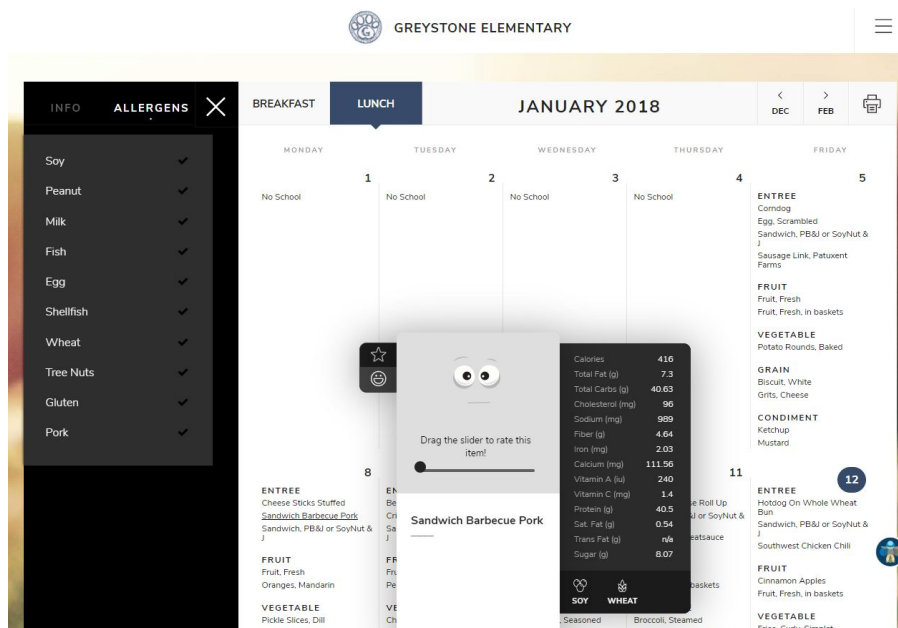 GREYSTONE ELEMENTARY
INFO
ALLERGENS
Soy
Peanut
Milk
Fish
Egg
Shellfish
Wheat
Tree Nuts
Gluten
Pork
BREAKFAST
LUNCH
JANUARY 2018
DEC
FEB
MONDAY
TUESDAY
WEDNESDAY
THURSDAY
FRIDAY
1
No School
2
No School
3
No School
4
No School
5
ENTREE
Corndog
Egg, Scrambled
Sandwich, PB&J or SoyNut &
J
Sausage Link, Patuxent
Farms
FRUIT
Fruit, Fresh
Fruit, Fresh, in baskets
VEGETABLE
Potato Rounds, Baked
GRAIN
Biscuit, White
Grits, Cheese
CONDIMENT
Ketchup
Mustard
Drag the slider to rate this
item!
Sandwich Barbecue Pork
Calories 416
Total Fat (g) 7.3
Total Carbs (g) 40.63
Cholesterol (mg) 96
Sodium (mg) 989
Fiber (g) 4.64
Iron (mg) 2.03
Calcium (mg) 111.56
Vitamin A (iu) 240
Vitamin C (mg) 1.4
Protein (g) 40.5
Sat. Fat (g) 0.54
Trans Fat (g) n/a
Sugar (g) 8.07
SOY
WHEAT
8
ENTREE
Cheese Sticks Stuffed
Sandwich Barbecue Pork
Sandwich, PB&J or SoyNut &
J
FRUIT
Fruit, Fresh
Oranges, Mandarin
VEGETABLE
Pickle Slices, Dill
11
Roll Up
or SoyNut &
baskets
Seasoned
Broccoli, Steamed
12
ENTREE
Hotdog On Whole Wheat
Bun
Sandwich, PB&J or SoyNut &
J
Southwest Chicken Chili
FRUIT
Cinnamon Apples
Fruit, Fresh, in baskets
VEGETABLE